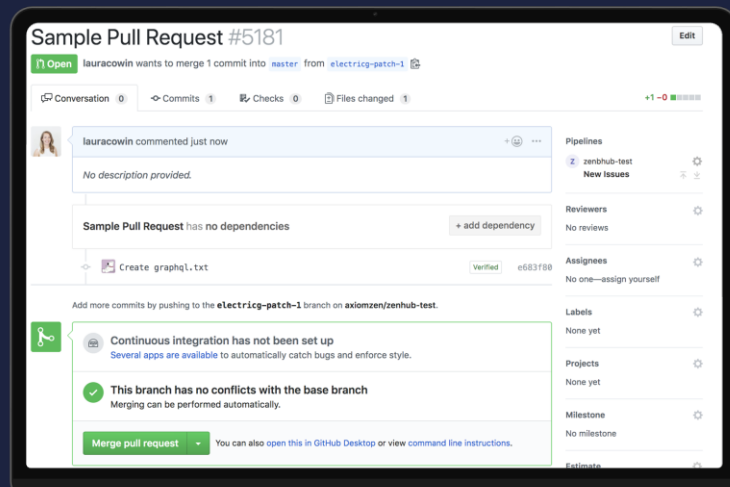 Sample Pull Request #5181
Edit
Open lauracowin wants to merge 1 commit into master from electricg-patch-1
Conversation 0 Commits 1 Checks 0 Files changed 1 +1 −0
lauracowin commented just now
No description provided.
Sample Pull Request has no dependencies
+ add dependency
Create graphql.txt Verified e683f80
Add more commits by pushing to the electricg-patch-1 branch on axiomzen/zenhub-test.
Continuous integration has not been set up
Several apps are available to automatically catch bugs and enforce style.
This branch has no conflicts with the base branch
Merging can be performed automatically.
Merge pull request You can also open this in GitHub Desktop or view command line instructions.
Pipelines
Z zenbhub-test
New Issues
Reviewers
No reviews
Assignees
No one—assign yourself
Labels
None yet
Projects
None yet
Milestone
No milestone
Estimate